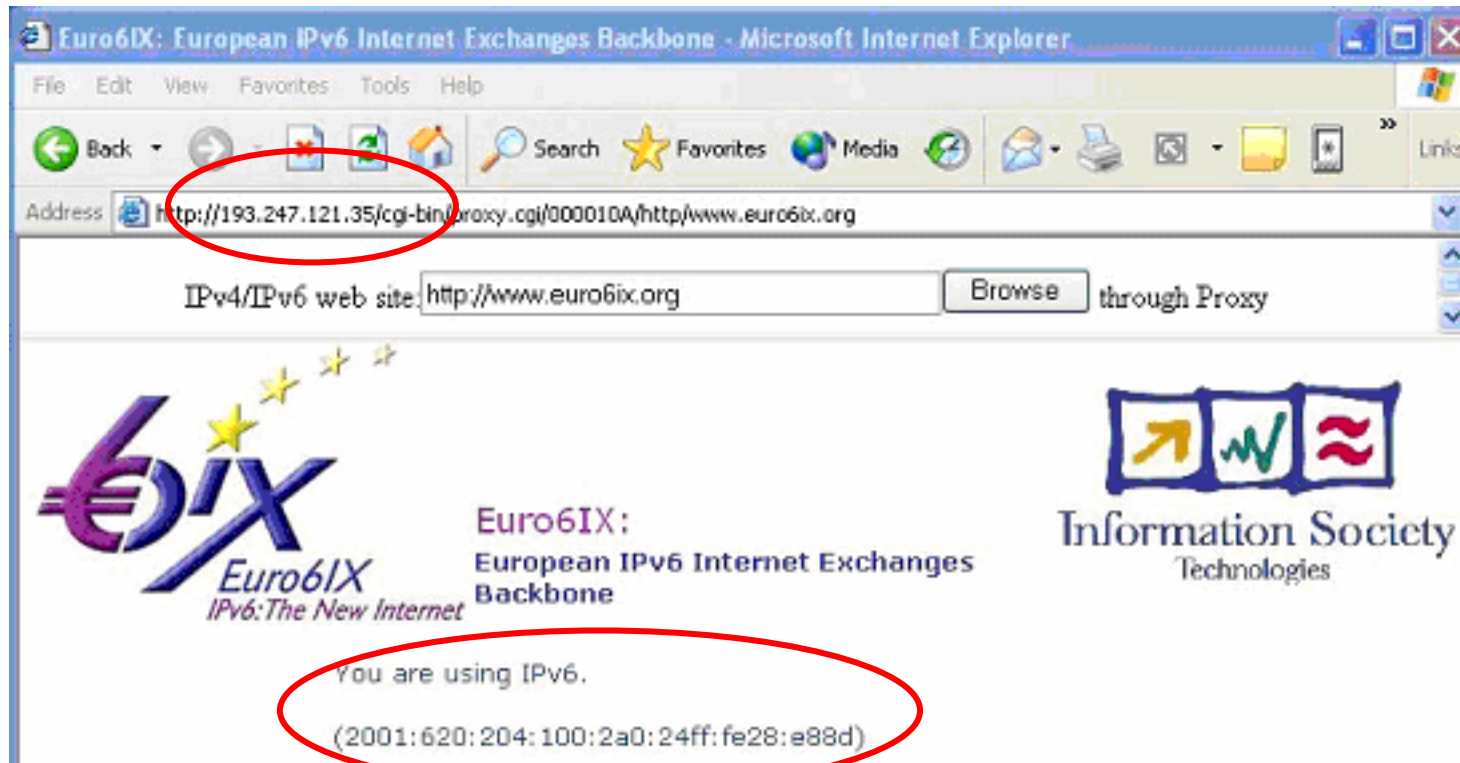 Euro6IX: European IPv6 Internet Exchanges Backbone - Microsoft Internet Explorer
File Edit View Favorites Tools Help
Back Search Favorites Media » Links
Address http://193.247.121.35/cgi-bin/proxy.cgi/000010A/http/www.euro6ix.org
IPv4/IPv6 web site: http://www.euro6ix.org Browse through Proxy
6IX
Euro6IX
IPv6:The New Internet
Euro6IX:
European IPv6 Internet Exchanges
Backbone
Information Society
Technologies
You are using IPv6.
(2001:620:204:100:2a0:24ff:fe28:e88d)